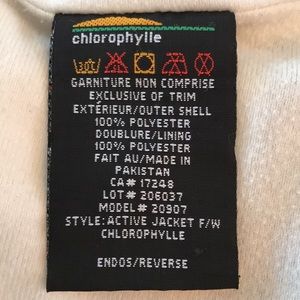 chlorophylle
30°
GARNITURE NON COMPRISE
EXCLUSIVE OF TRIM
EXTÉRIEUR/OUTER SHELL
100% POLYESTER
DOUBLURE/LINING
100% POLYESTER
FAIT AU/MADE IN
PAKISTAN
CA# 17248
LOT# 206037
MODEL# 20907
STYLE:ACTIVE JACKET F/W
CHLOROPHYLLE
ENDOS/REVERSE